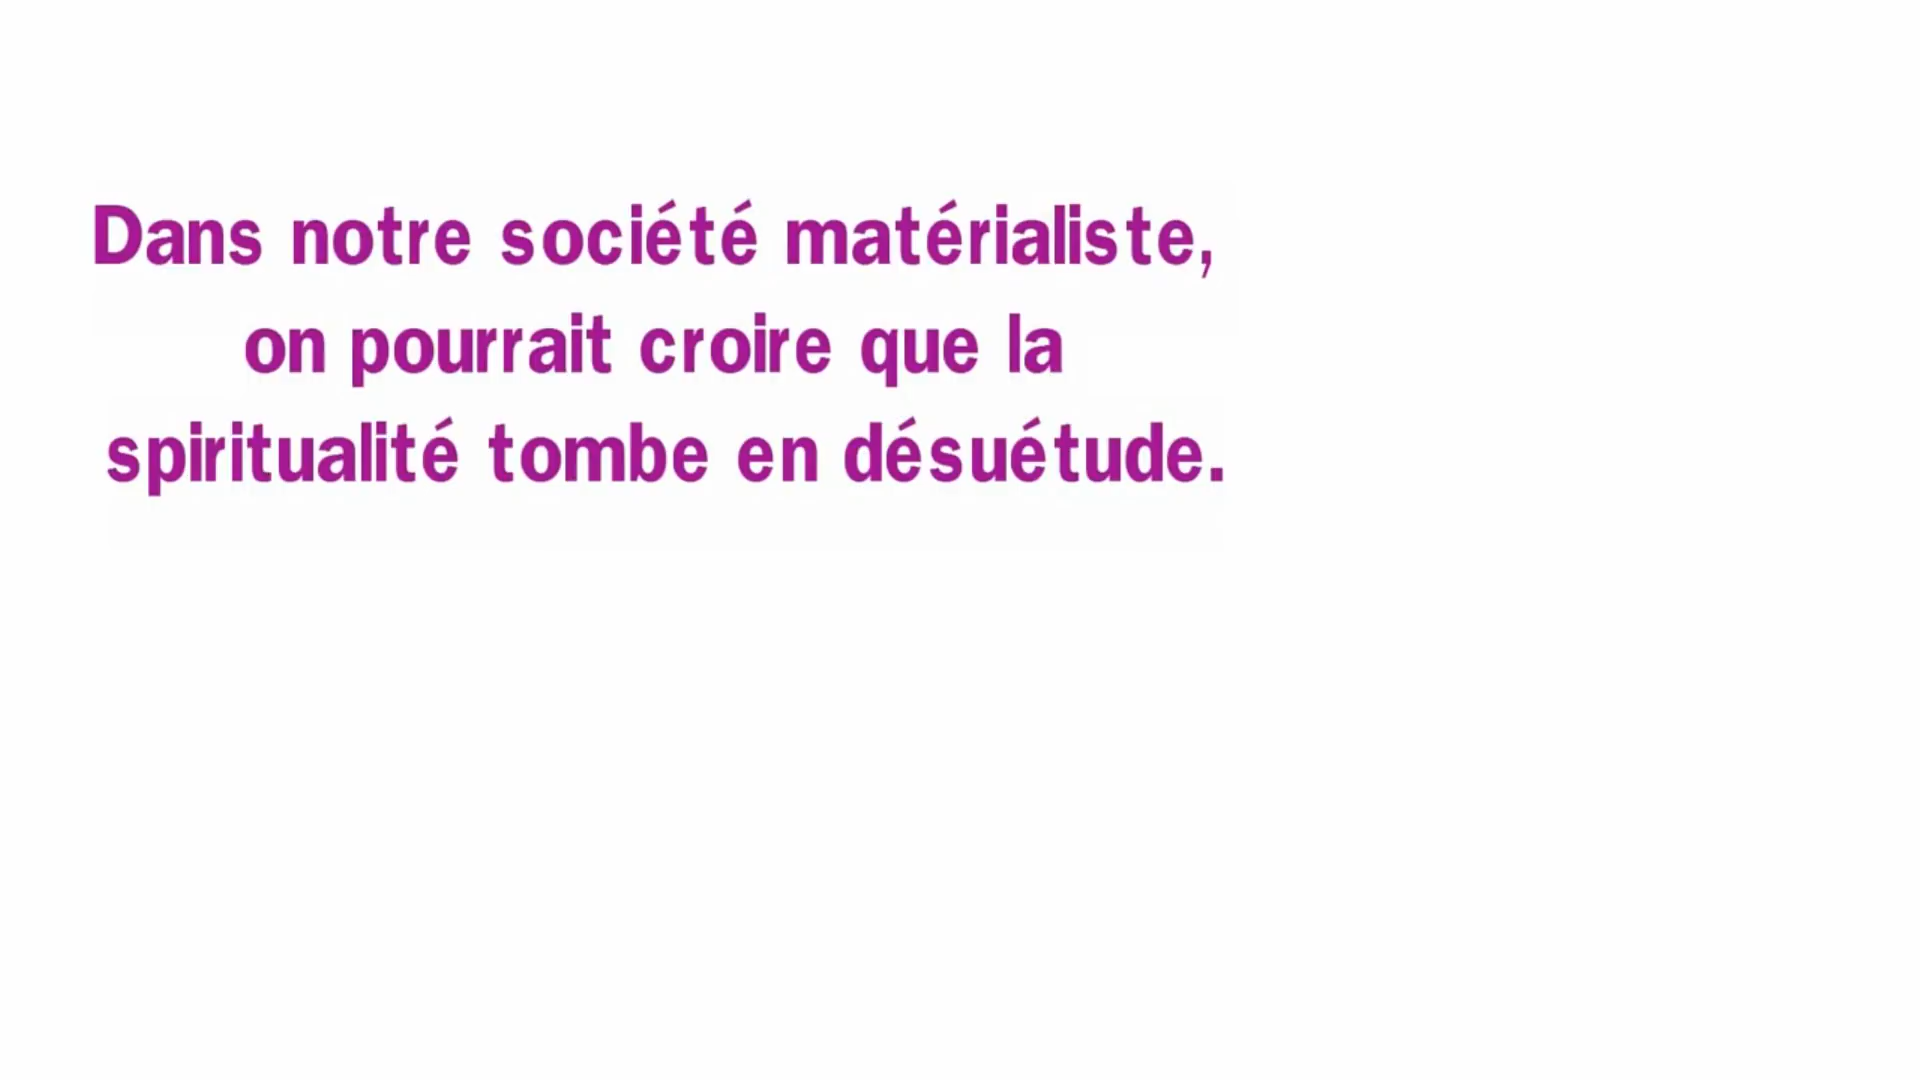 Dans notre société matérialiste,
on pourrait croire que la
spiritualité tombe en désuétude.